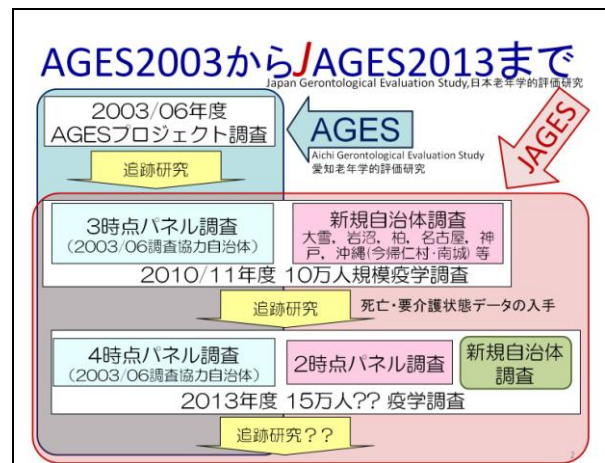 AGES2003からJAGES2013まで
Japan Gerontological Evaluation Study,日本老年学的評価研究
2003/06年度
AGESプロジェクト調査
AGES
Aichi Gerontological Evaluation Study
愛知老年学的評価研究
JAGES
追跡研究
3時点パネル調査
(2003/06調査協力自治体)
新規自治体調査
大雪，岩沼，柏，名古屋，神
戸，沖縄(今帰仁村・南城) 等
2010/11年度 10万人規模疫学調査
追跡研究
死亡・要介護状態データの入手
4時点パネル調査
(2003/06調査協力自治体)
2時点パネル調査
新規自治体
調査
2013年度 15万人?? 疫学調査
追跡研究??
2